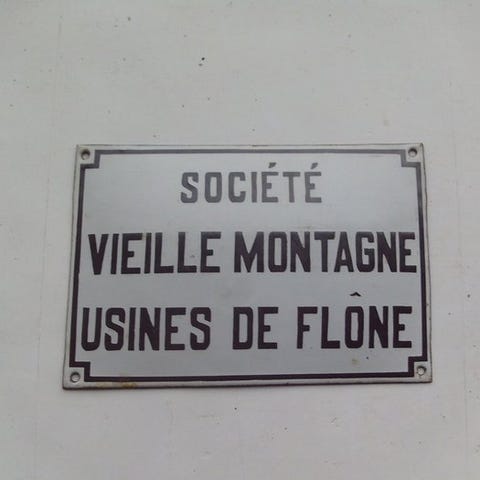 SOCIÉTÉ
VIEILLE MONTAGNE
USINES DE FLÔNE